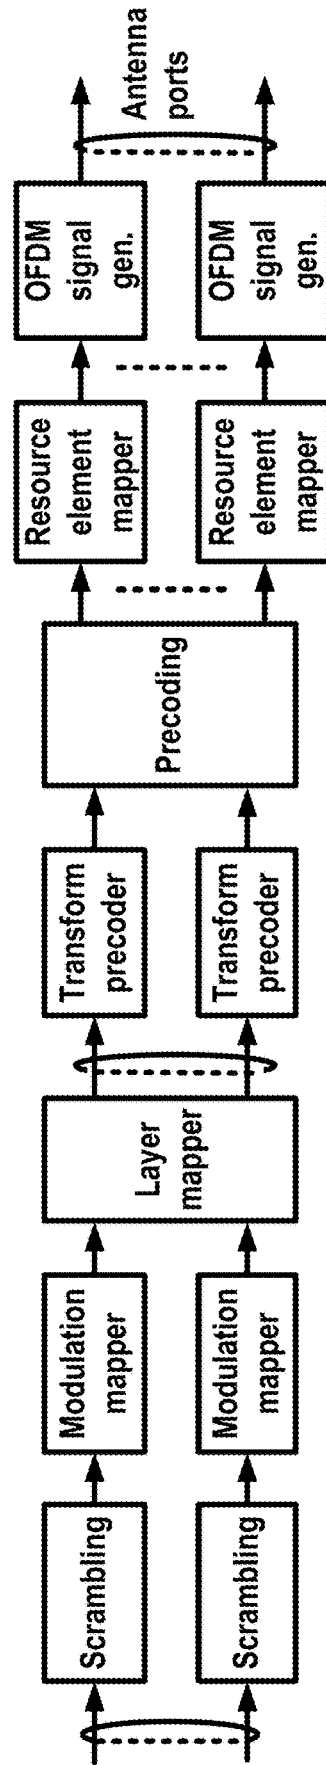 Scrambling
Modulation
mapper
Layer
mapper
Transform
precoder
Precoding
Resource
element
mapper
OFDM
signal
gen.
Antenna
ports
Scrambling
Modulation
mapper
Transform
precoder
Resource
element
mapper
OFDM
signal
gen.